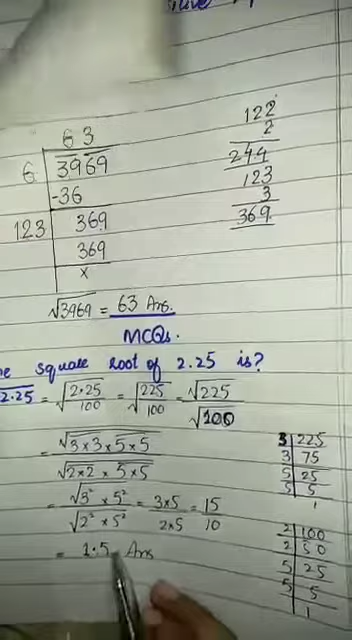 63
6 | 3969
-36
123 | 369
369
x
122
2
244
123
3
369
√3969 = 63 Ans.
MCQs.
square root of 2.25 is?
√2.25 = √(2.25/100) = √(225/100) = √225/√100
= √(3×3×5×5)/√(2×2×5×5)
= √(3²×5²)/√(2²×5²) = (3×5)/(2×5) = 15/10
= 1.5 Ans
3 | 225
3 | 75
5 | 25
5 | 5
1
2 | 100
2 | 50
5 | 25
5 | 5
1